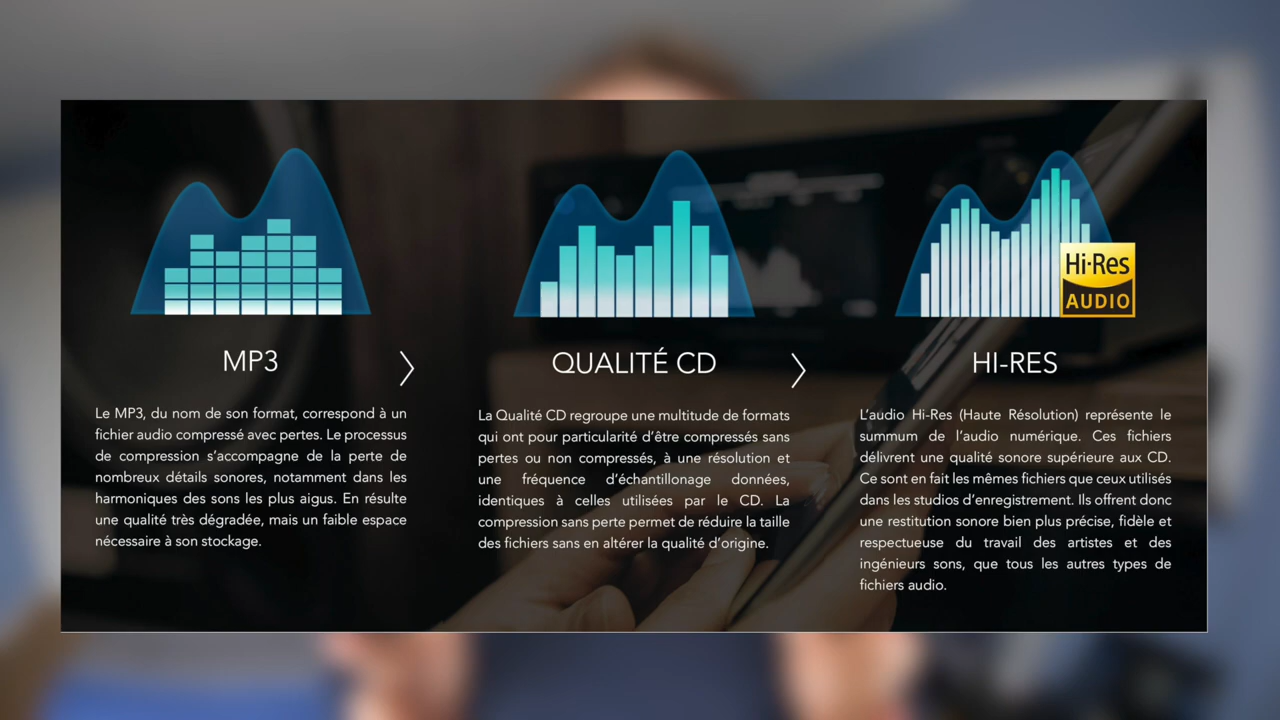 Hi-Res
AUDIO
MP3
Le MP3, du nom de son format, correspond à un
fichier audio compressé avec pertes. Le processus
de compression s'accompagne de la perte de
nombreux détails sonores, notamment dans les
harmoniques des sons les plus aigus. En résulte
une qualité très dégradée, mais un faible espace
nécessaire à son stockage.
QUALITÉ CD
La Qualité CD regroupe une multitude de formats
qui ont pour particularité d'être compressés sans
pertes ou non compressés, à une résolution et
une fréquence d'échantillonage données,
identiques à celles utilisées par le CD. La
compression sans perte permet de réduire la taille
des fichiers sans en altérer la qualité d'origine.
HI-RES
L'audio Hi-Res (Haute Résolution) représente le
summum de l'audio numérique. Ces fichiers
délivrent une qualité sonore supérieure aux CD.
Ce sont en fait les mêmes fichiers que ceux utilisés
dans les studios d'enregistrement. Ils offrent donc
une restitution sonore bien plus précise, fidèle et
respectueuse du travail des artistes et des
ingénieurs sons, que tous les autres types de
fichiers audio.